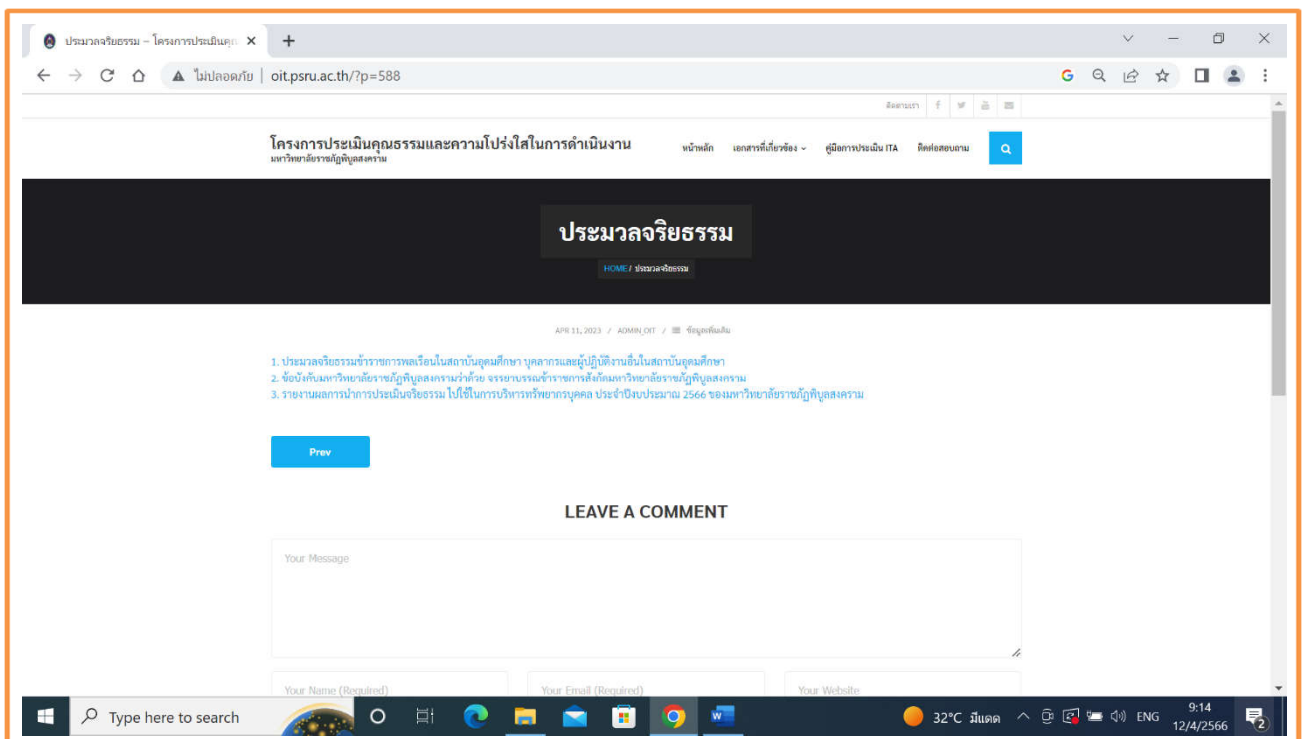 ประมวลจริยธรรม – โครงการประเมินคุณ
ไม่ปลอดภัย | oit.psru.ac.th/?p=588
ติดตามเรา
โครงการประเมินคุณธรรมและความโปร่งใสในการดำเนินงาน
มหาวิทยาลัยราชภัฏพิบูลสงคราม
หน้าหลัก เอกสารที่เกี่ยวข้อง คู่มือการประเมิน ITA ติดต่อสอบถาม
ประมวลจริยธรรม
HOME / ประมวลจริยธรรม
APR 11, 2023 / ADMIN_OIT / ข้อมูลเพิ่มเติม
1. ประมวลจริยธรรมข้าราชการพลเรือนในสถาบันอุดมศึกษา บุคลากรและผู้ปฏิบัติงานอื่นในสถาบันอุดมศึกษา
2. ข้อบังคับมหาวิทยาลัยราชภัฏพิบูลสงครามว่าด้วย จรรยาบรรณข้าราชการสังกัดมหาวิทยาลัยราชภัฏพิบูลสงคราม
3. รายงานผลการนำการประเมินจริยธรรม ไปใช้ในการบริหารทรัพยากรบุคคล ประจำปีงบประมาณ 2566 ของมหาวิทยาลัยราชภัฏพิบูลสงคราม
Prev
LEAVE A COMMENT
Your Message
Your Name (Required) Your Email (Required) Your Website
Type here to search
32°C มีแดด ENG 9:14
12/4/2566
2